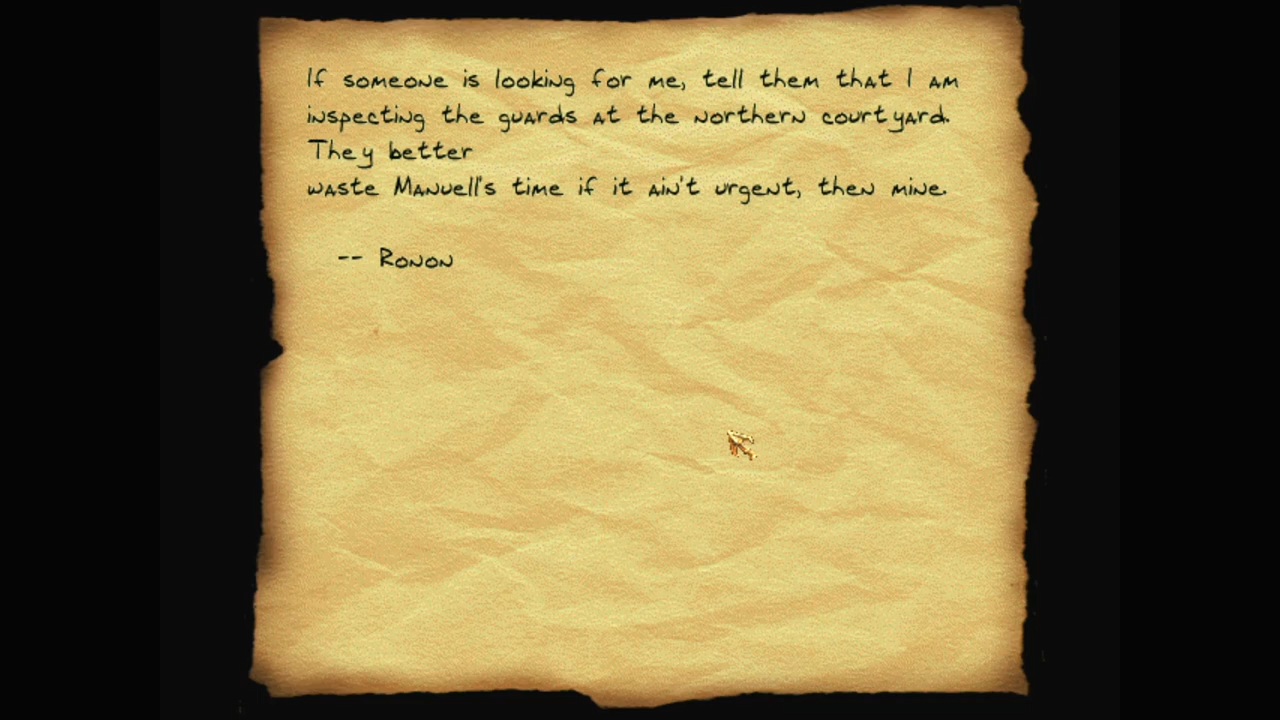 If someone is looking for me, tell them that I am
inspecting the guards at the northern courtyard.
They better
waste Manuell's time if it ain't urgent, then mine.
-- Ronon